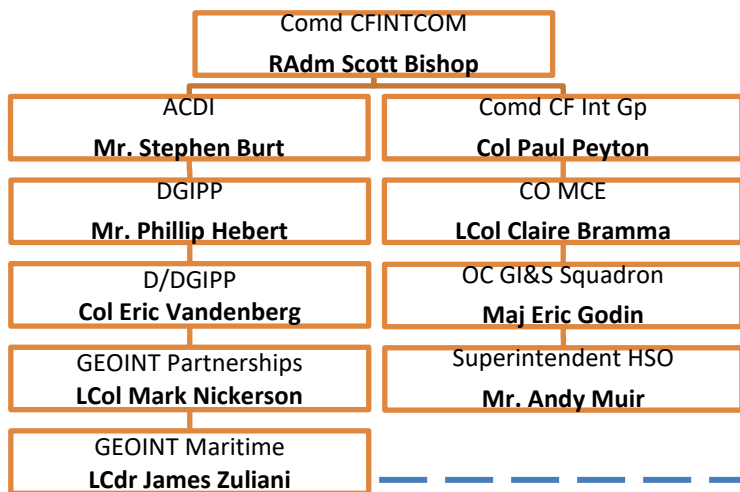 Comd CFINTCOM
RAdm Scott Bishop
ACDI
Mr. Stephen Burt
DGIPP
Mr. Phillip Hebert
D/DGIPP
Col Eric Vandenberg
GEOINT Partnerships
LCol Mark Nickerson
GEOINT Maritime
LCdr James Zuliani
Comd CF Int Gp
Col Paul Peyton
CO MCE
LCol Claire Bramma
OC GI&S Squadron
Maj Eric Godin
Superintendent HSO
Mr. Andy Muir